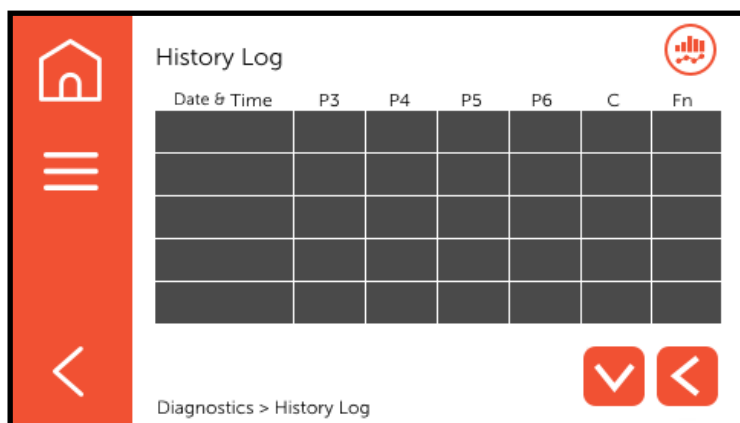 History Log
Date & Time P3 P4 P5 P6 C Fn
Diagnostics > History Log